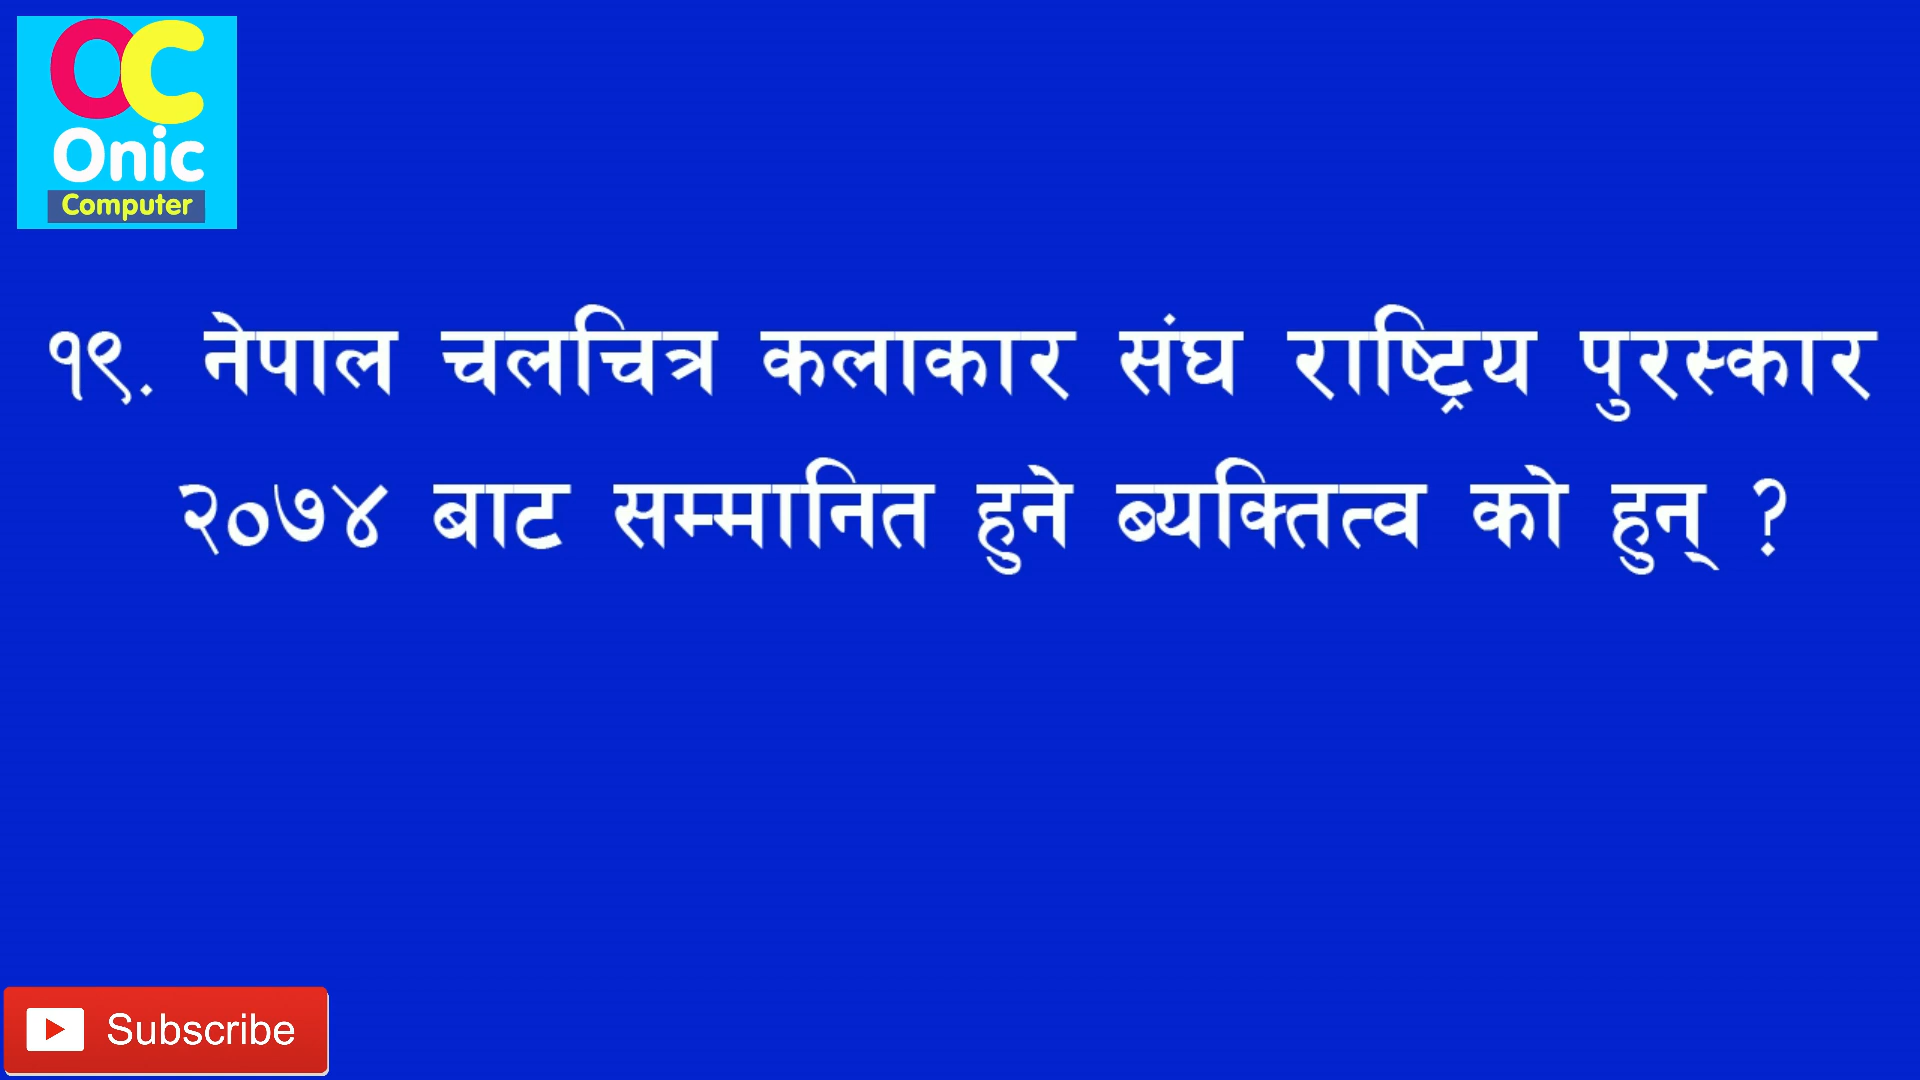 OC
Onic
Computer
१९. नेपाल चलचित्र कलाकार संघ राष्ट्रिय पुरस्कार
२०७४ बाट सम्मानित हुने ब्यक्तित्व को हुन् ?
Subscribe